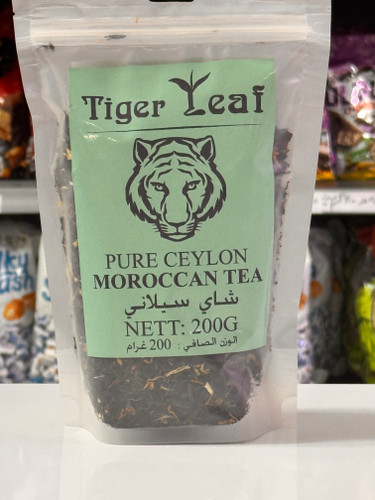 Tiger Leaf
PURE CEYLON
MOROCCAN TEA
شاي سيلاني
NETT: 200G
الوزن الصافي : 200 غرام